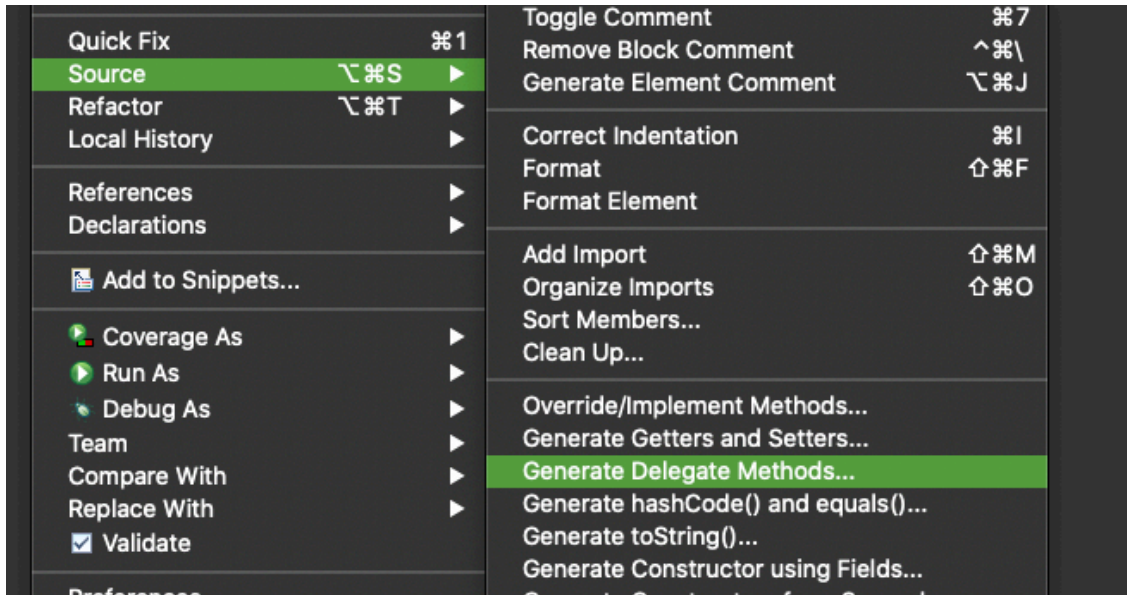 Quick Fix ⌘1
Source ⌥⌘S ▶
Refactor ⌥⌘T ▶
Local History ▶
References ▶
Declarations ▶
Add to Snippets...
Coverage As ▶
Run As ▶
Debug As ▶
Team ▶
Compare With ▶
Replace With ▶
Validate
Preferences
Toggle Comment ⌘7
Remove Block Comment ^⌘\
Generate Element Comment ⌥⌘J
Correct Indentation ⌘I
Format ⇧⌘F
Format Element
Add Import ⇧⌘M
Organize Imports ⇧⌘O
Sort Members...
Clean Up...
Override/Implement Methods...
Generate Getters and Setters...
Generate Delegate Methods...
Generate hashCode() and equals()...
Generate toString()...
Generate Constructor using Fields...